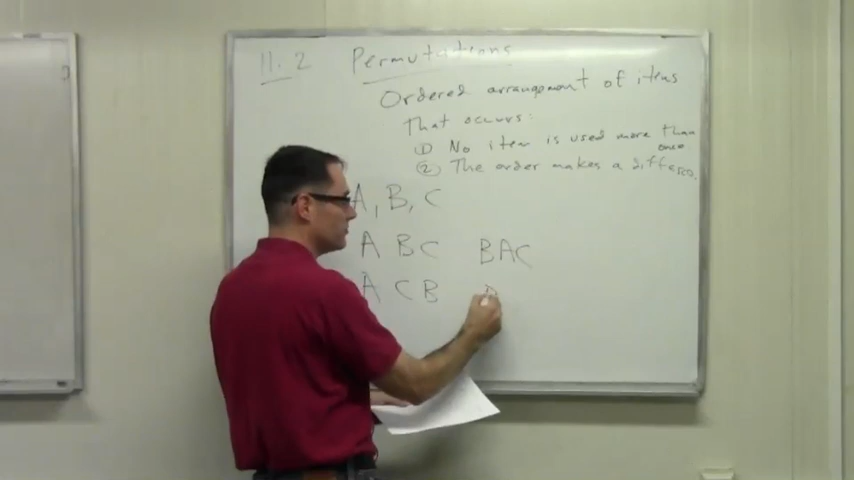 11.2 Permutations
Ordered arrangement of items
that occurs:
① No item is used more than
once.
② The order makes a difference.
A, B, C
A B C BAC
A C B